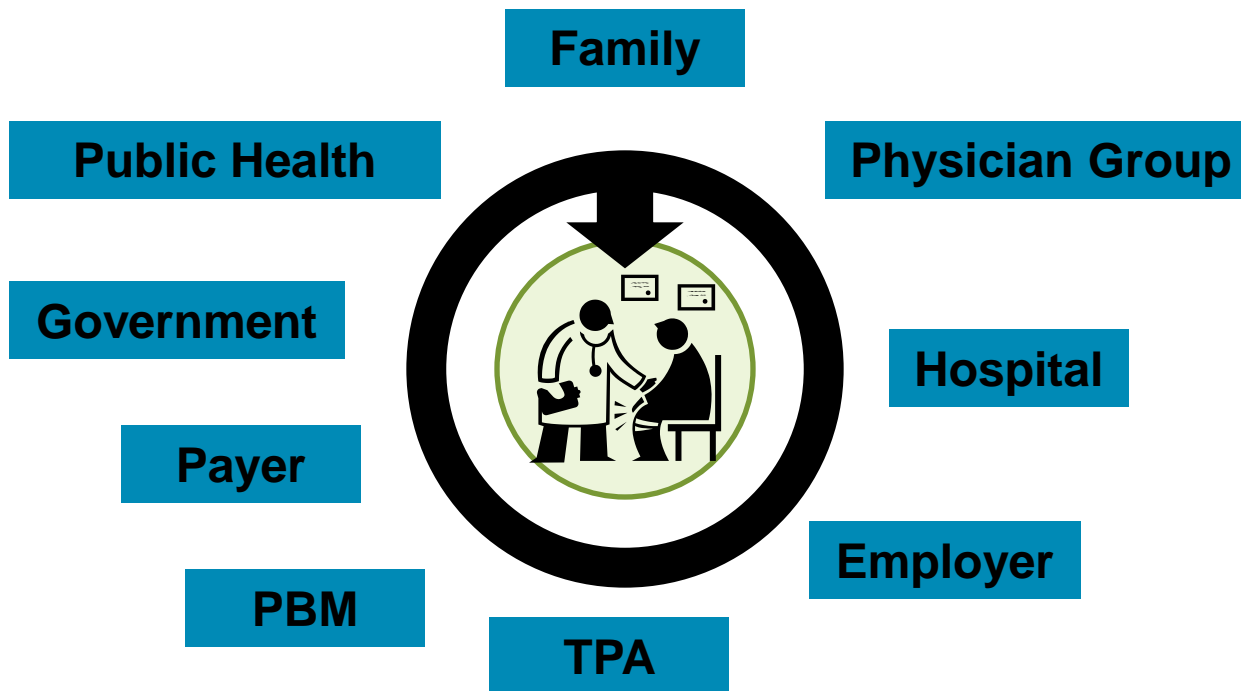 Family
Public Health
Physician Group
Government
Hospital
Payer
Employer
PBM
TPA